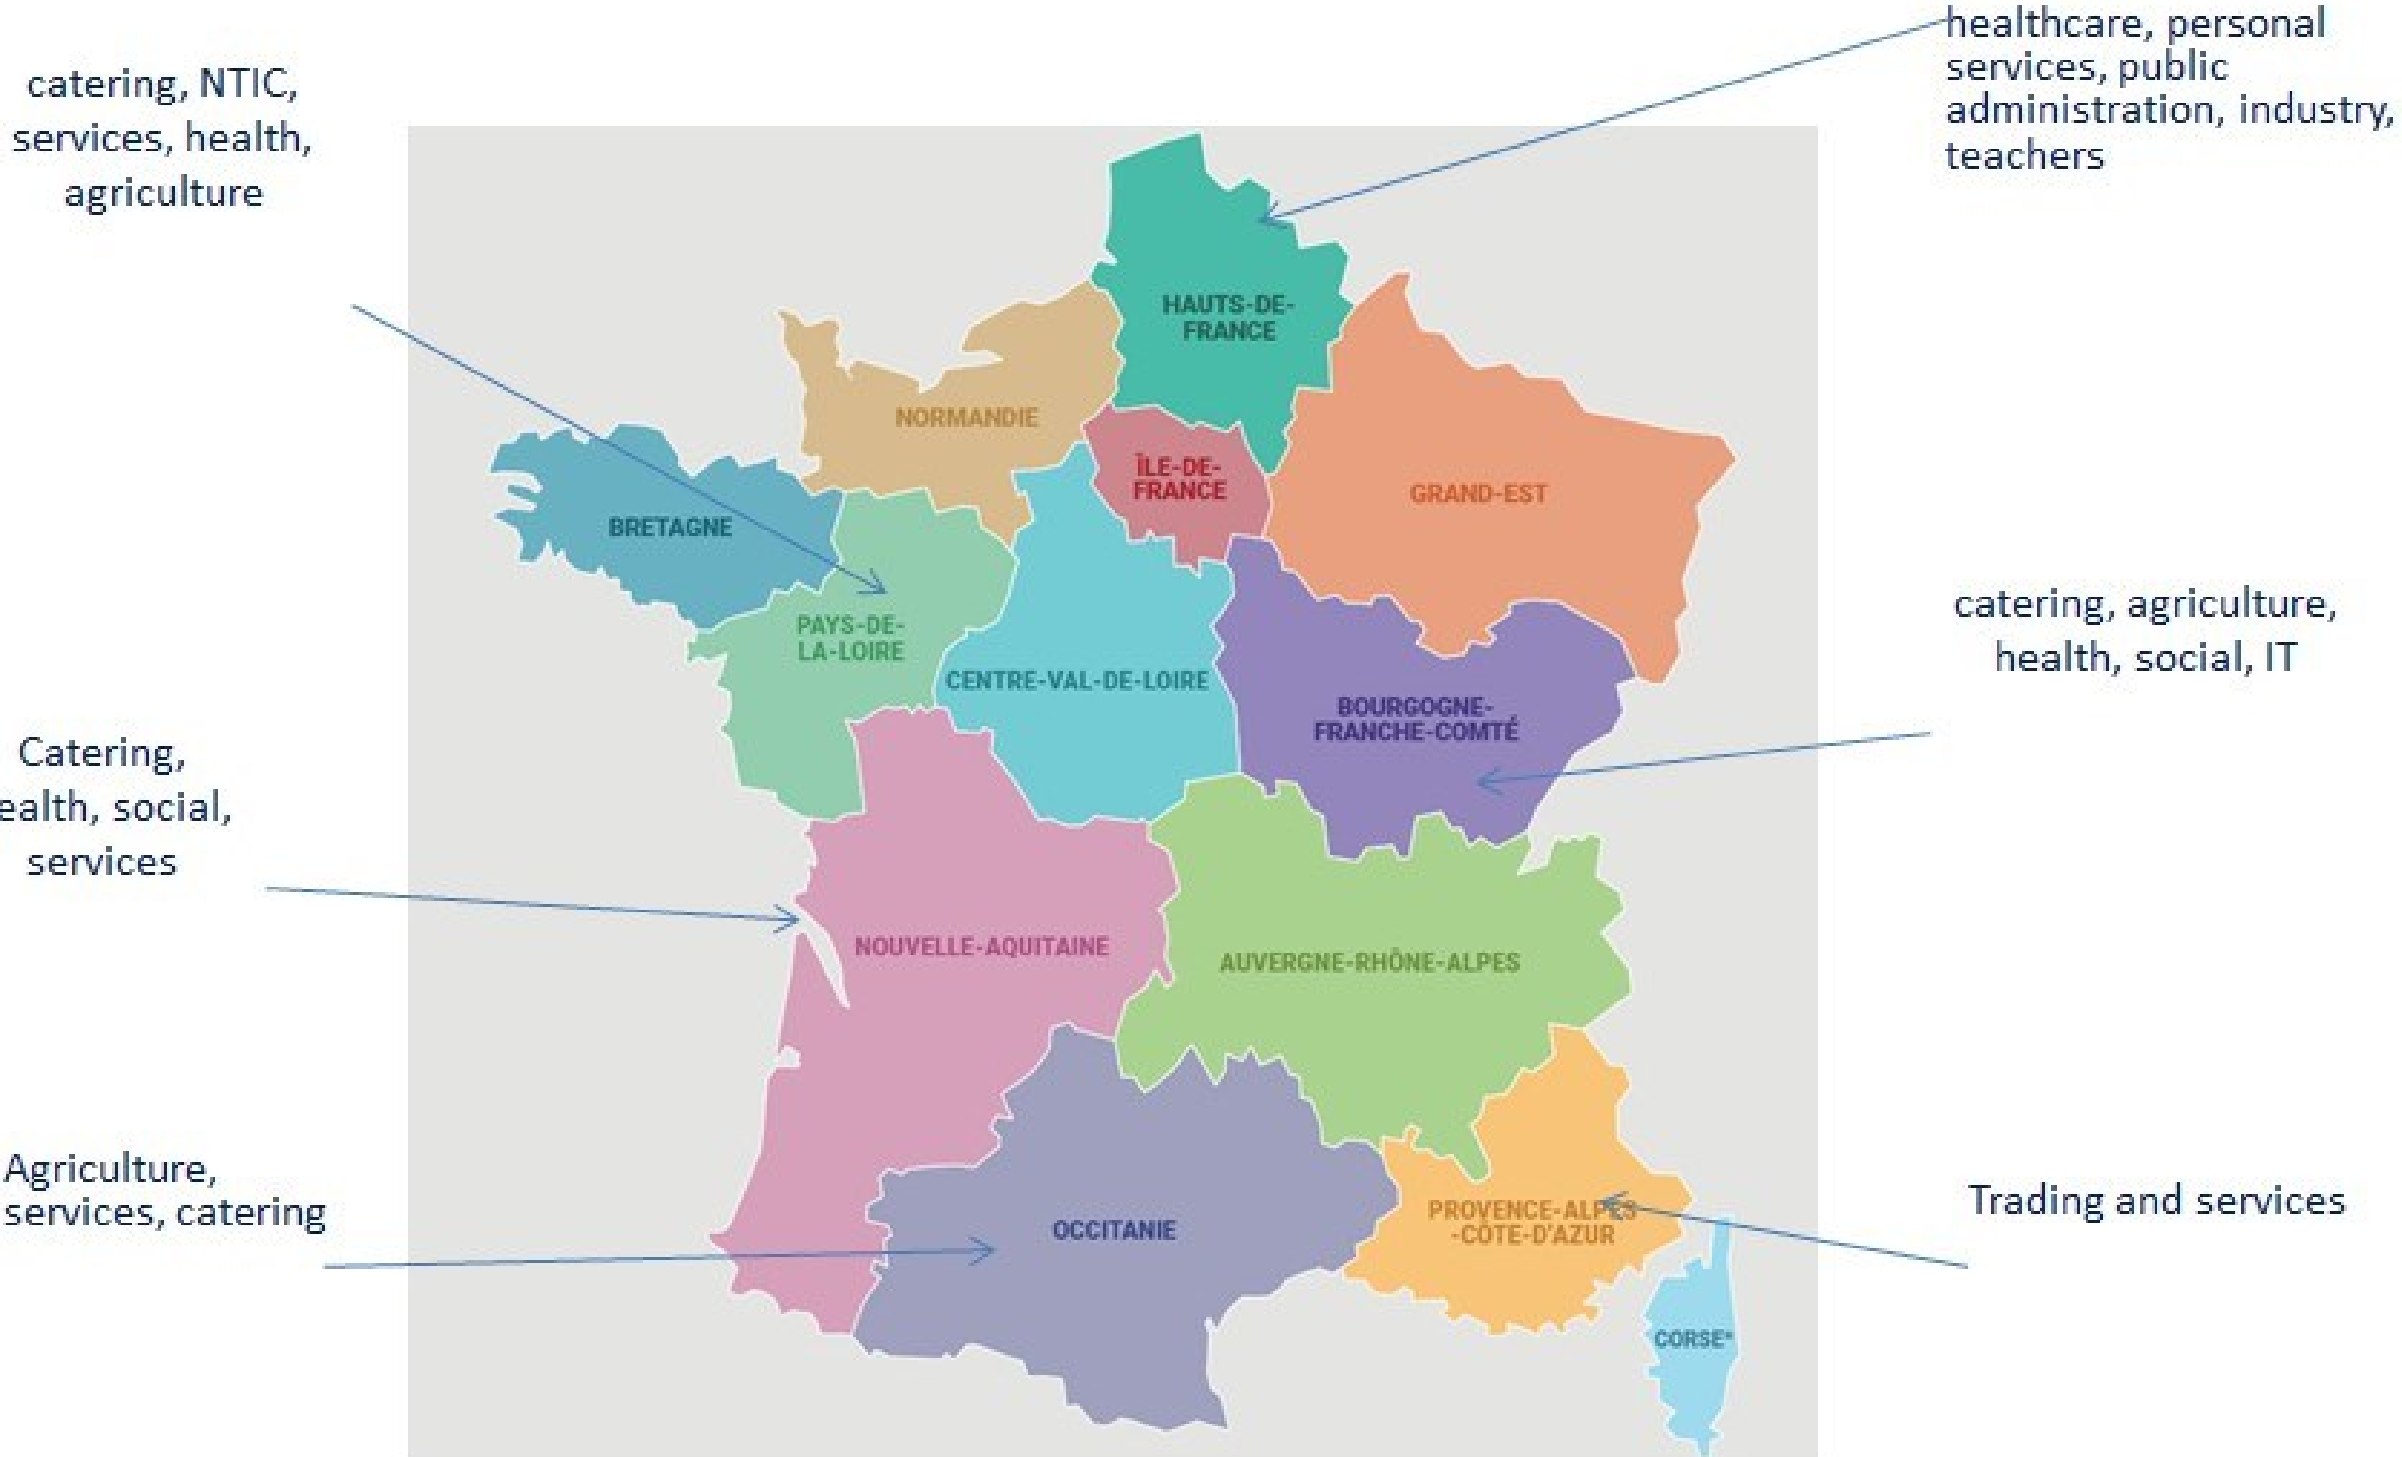 healthcare, personal
services, public
administration, industry,
teachers
catering, NTIC,
services, health,
agriculture
HAUTS-DE-
FRANCE
NORMANDIE
ÎLE-DE-
FRANCE
GRAND-EST
BRETAGNE
PAYS-DE-
LA-LOIRE
CENTRE-VAL-DE-LOIRE
BOURGOGNE-
FRANCHE-COMTÉ
catering, agriculture,
health, social, IT
Catering,
ealth, social,
services
NOUVELLE-AQUITAINE
AUVERGNE-RHÔNE-ALPES
Agriculture,
services, catering
OCCITANIE
PROVENCE-ALPES
-CÔTE-D'AZUR
Trading and services
CORSE*